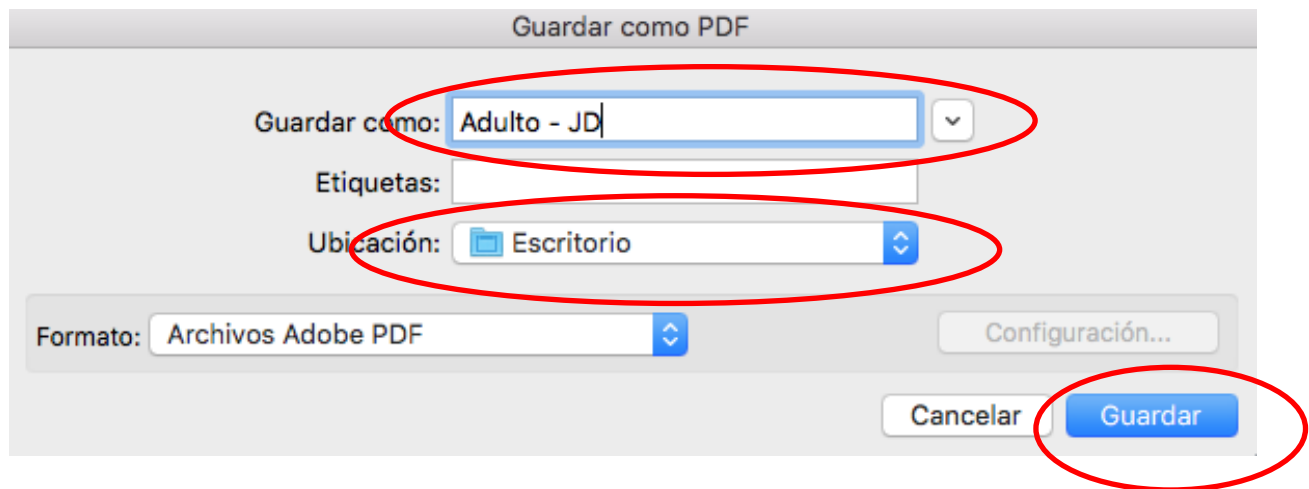 Guardar como PDF
Guardar como: Adulto - JD
Etiquetas:
Ubicación: Escritorio
Formato: Archivos Adobe PDF Configuración...
Cancelar Guardar